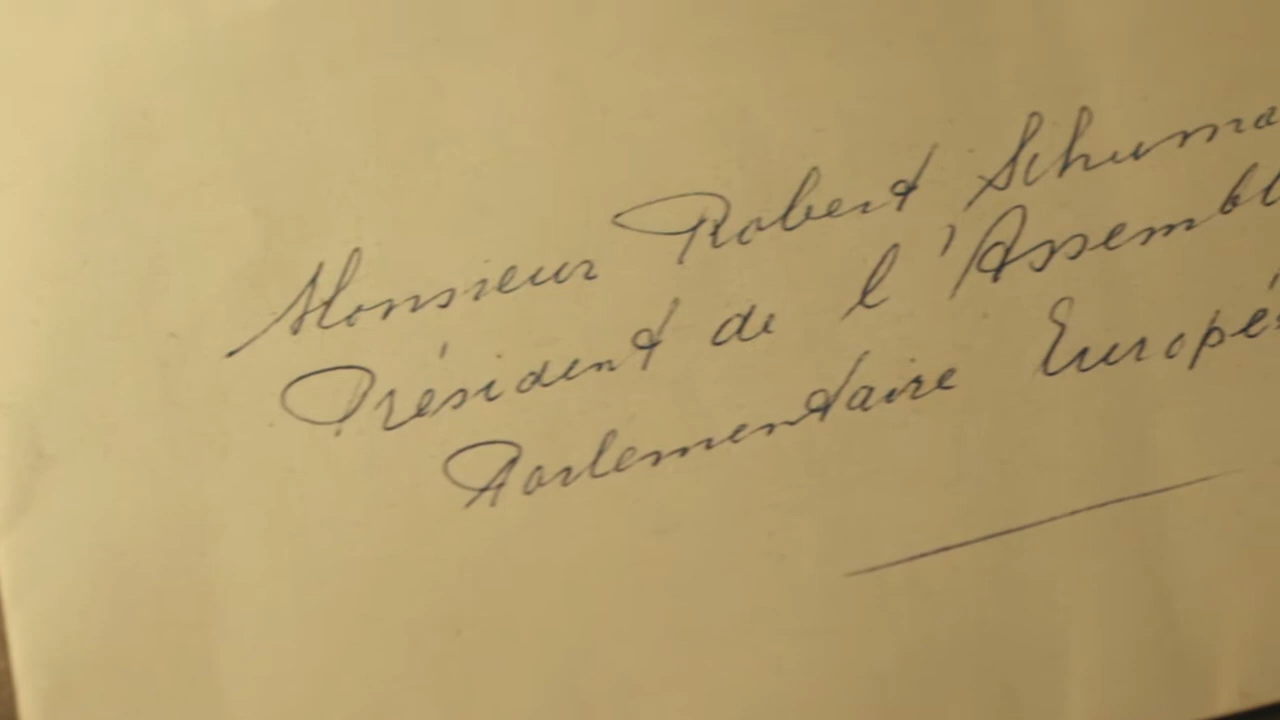 Monsieur Robert Schuma
Président de l'Assembl
Parlementaire Europé